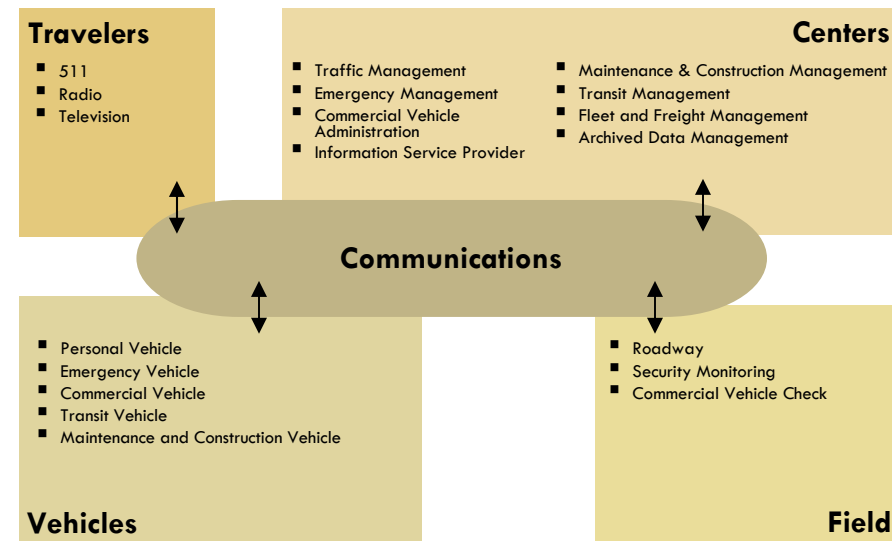 Travelers
▪ 511
▪ Radio
▪ Television
Centers
▪ Traffic Management
▪ Emergency Management
▪ Commercial Vehicle
Administration
▪ Information Service Provider
▪ Maintenance & Construction Management
▪ Transit Management
▪ Fleet and Freight Management
▪ Archived Data Management
Communications
▪ Personal Vehicle
▪ Emergency Vehicle
▪ Commercial Vehicle
▪ Transit Vehicle
▪ Maintenance and Construction Vehicle
Vehicles
▪ Roadway
▪ Security Monitoring
▪ Commercial Vehicle Check
Field